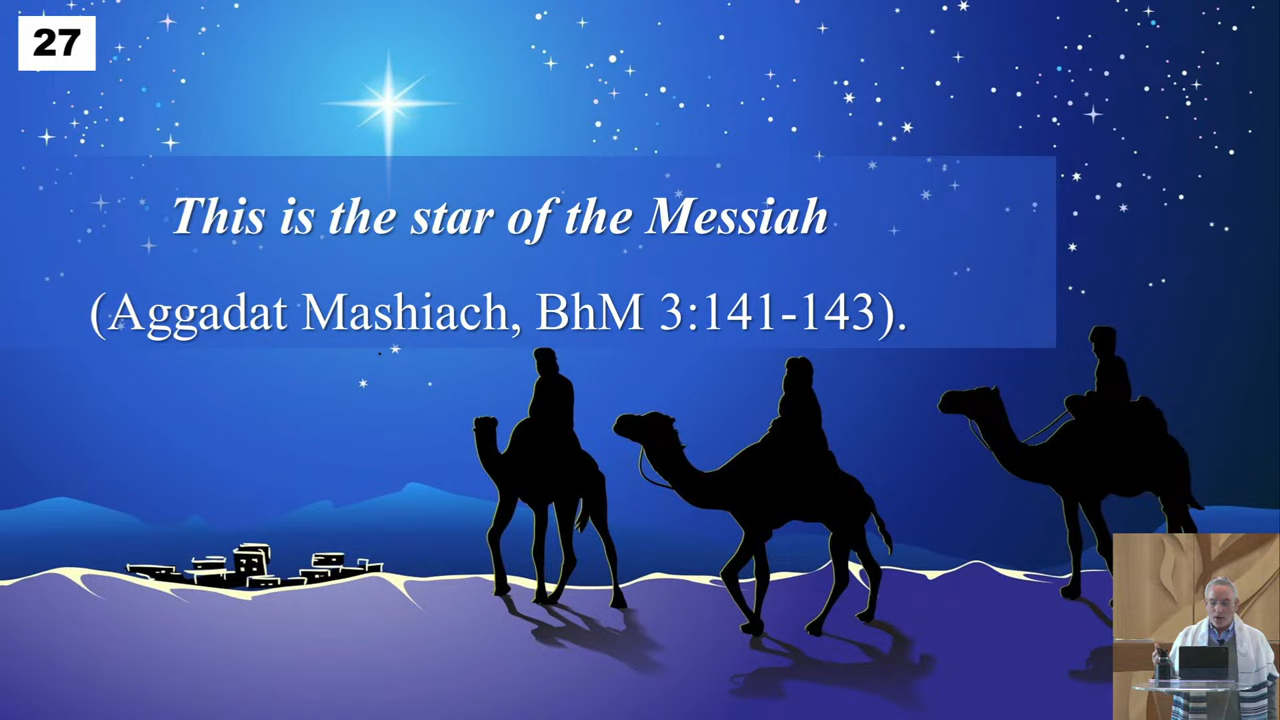 27
This is the star of the Messiah
(Aggadat Mashiach, BhM 3:141-143).